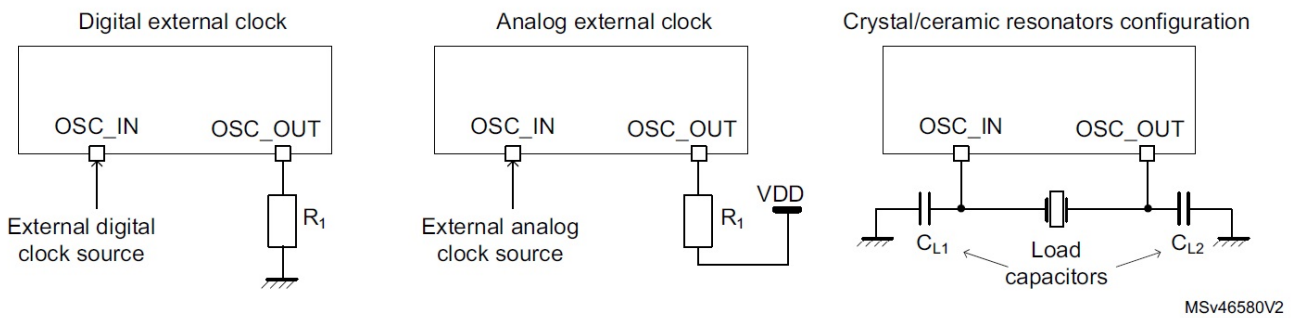 Digital external clock
OSC_IN
OSC_OUT
External digital
clock source
R1
Analog external clock
OSC_IN
OSC_OUT
External analog
clock source
R1
VDD
Crystal/ceramic resonators configuration
OSC_IN
OSC_OUT
CL1
Load
capacitors
CL2
MSv46580V2